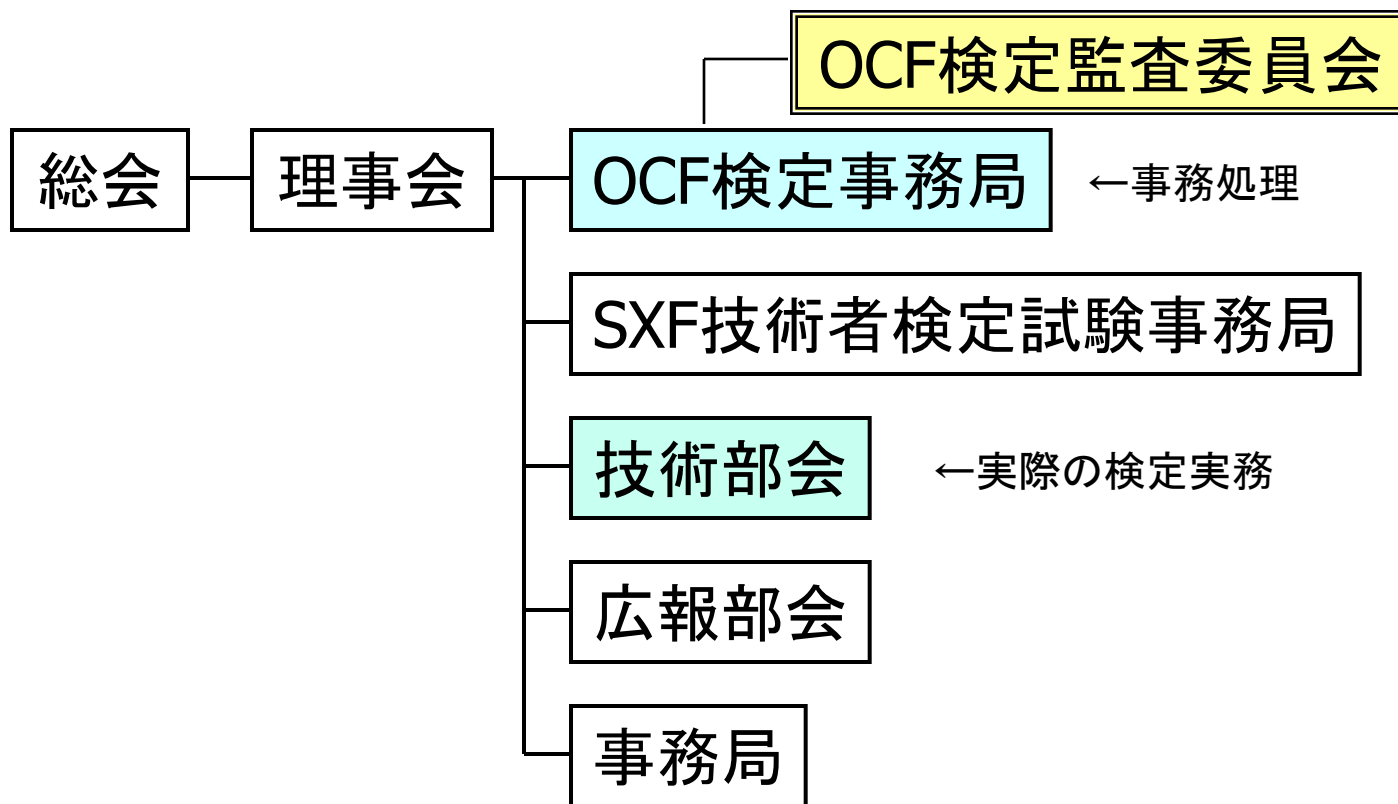 OCF検定監査委員会
総会
理事会
OCF検定事務局
←事務処理
SXF技術者検定試験事務局
技術部会
←実際の検定実務
広報部会
事務局